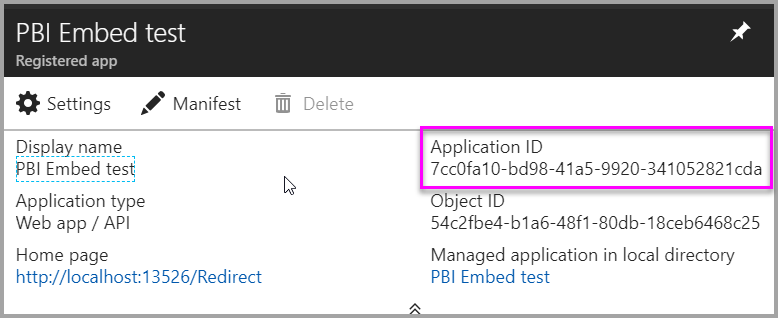 PBI Embed test
Registered app
Settings
Manifest
Delete
Display name
PBI Embed test
Application ID
7cc0fa10-bd98-41a5-9920-341052821cda
Application type
Web app / API
Object ID
54c2fbe4-b1a6-48f1-80db-18ceb6468c25
Home page
http://localhost:13526/Redirect
Managed application in local directory
PBI Embed test